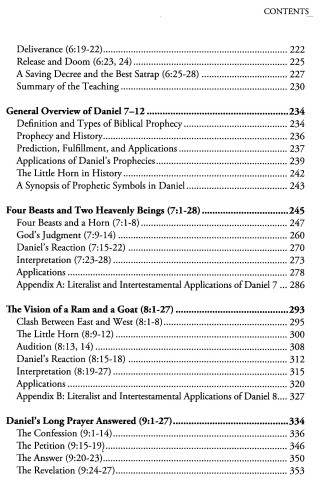 CONTENTS
Deliverance (6:19-22)..................................................................... 222
Release and Doom (6:23, 24).......................................................... 225
A Saving Decree and the Best Satrap (6:25-28) ............................. 227
Summary of the Teaching ............................................................... 230
General Overview of Daniel 7–12 ................................................234
Definition and Types of Biblical Prophecy ..................................... 234
Prophecy and History..................................................................... 236
Prediction, Fulfillment, and Applications ....................................... 237
Applications of Daniel's Prophecies................................................ 239
The Little Horn in History ............................................................. 242
A Synopsis of Prophetic Symbols in Daniel.................................... 243
Four Beasts and Two Heavenly Beings (7:1-28) .............................245
Four Beasts and a Horn (7:1-8)...................................................... 247
God's Judgment (7:9-14) ............................................................... 260
Daniel's Reaction (7:15-22) ........................................................... 270
Interpretation (7:23-28) ................................................................. 273
Applications ................................................................................... 278
Appendix A: Literalist and Intertestamental Applications of Daniel 7 ... 286
The Vision of a Ram and a Goat (8:1-27) ......................................293
Clash Between East and West (8:1-8).............................................. 295
The Little Horn (8:9-12) ................................................................ 300
Audition (8:13, 14) ........................................................................ 308
Daniel's Reaction (8:15-18) ........................................................... 312
Interpretation (8:19-27) ................................................................. 315
Applications ................................................................................... 320
Appendix B: Literalist and Intertestamental Applications of Daniel 8.... 327
Daniel's Long Prayer Answered (9:1-27).......................................334
The Confession (9:1-14)................................................................. 336
The Petition (9:15-19).................................................................... 346
The Answer (9:20-23)..................................................................... 350
The Revelation (9:24-27)................................................................ 353